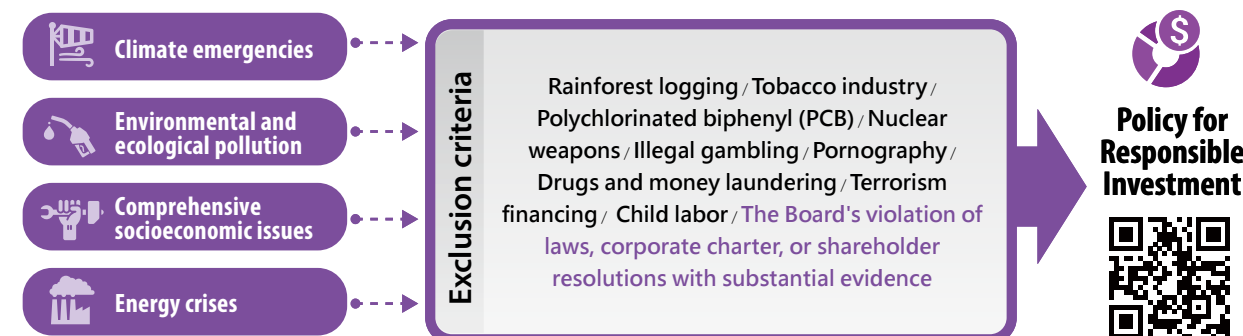 Climate emergencies
Environmental and
ecological pollution
Comprehensive
socioeconomic issues
Energy crises
Exclusion criteria
Rainforest logging / Tobacco industry /
Polychlorinated biphenyl (PCB) / Nuclear
weapons / Illegal gambling / Pornography /
Drugs and money laundering / Terrorism
financing / Child labor / The Board's violation of
laws, corporate charter, or shareholder
resolutions with substantial evidence
$
Policy for
Responsible
Investment